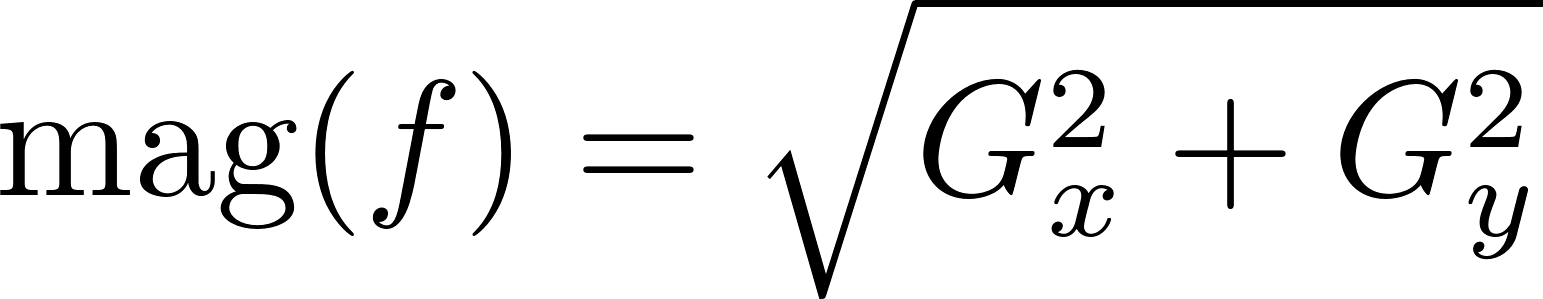 mag(f) = √(G_x^2 + G_y^2)